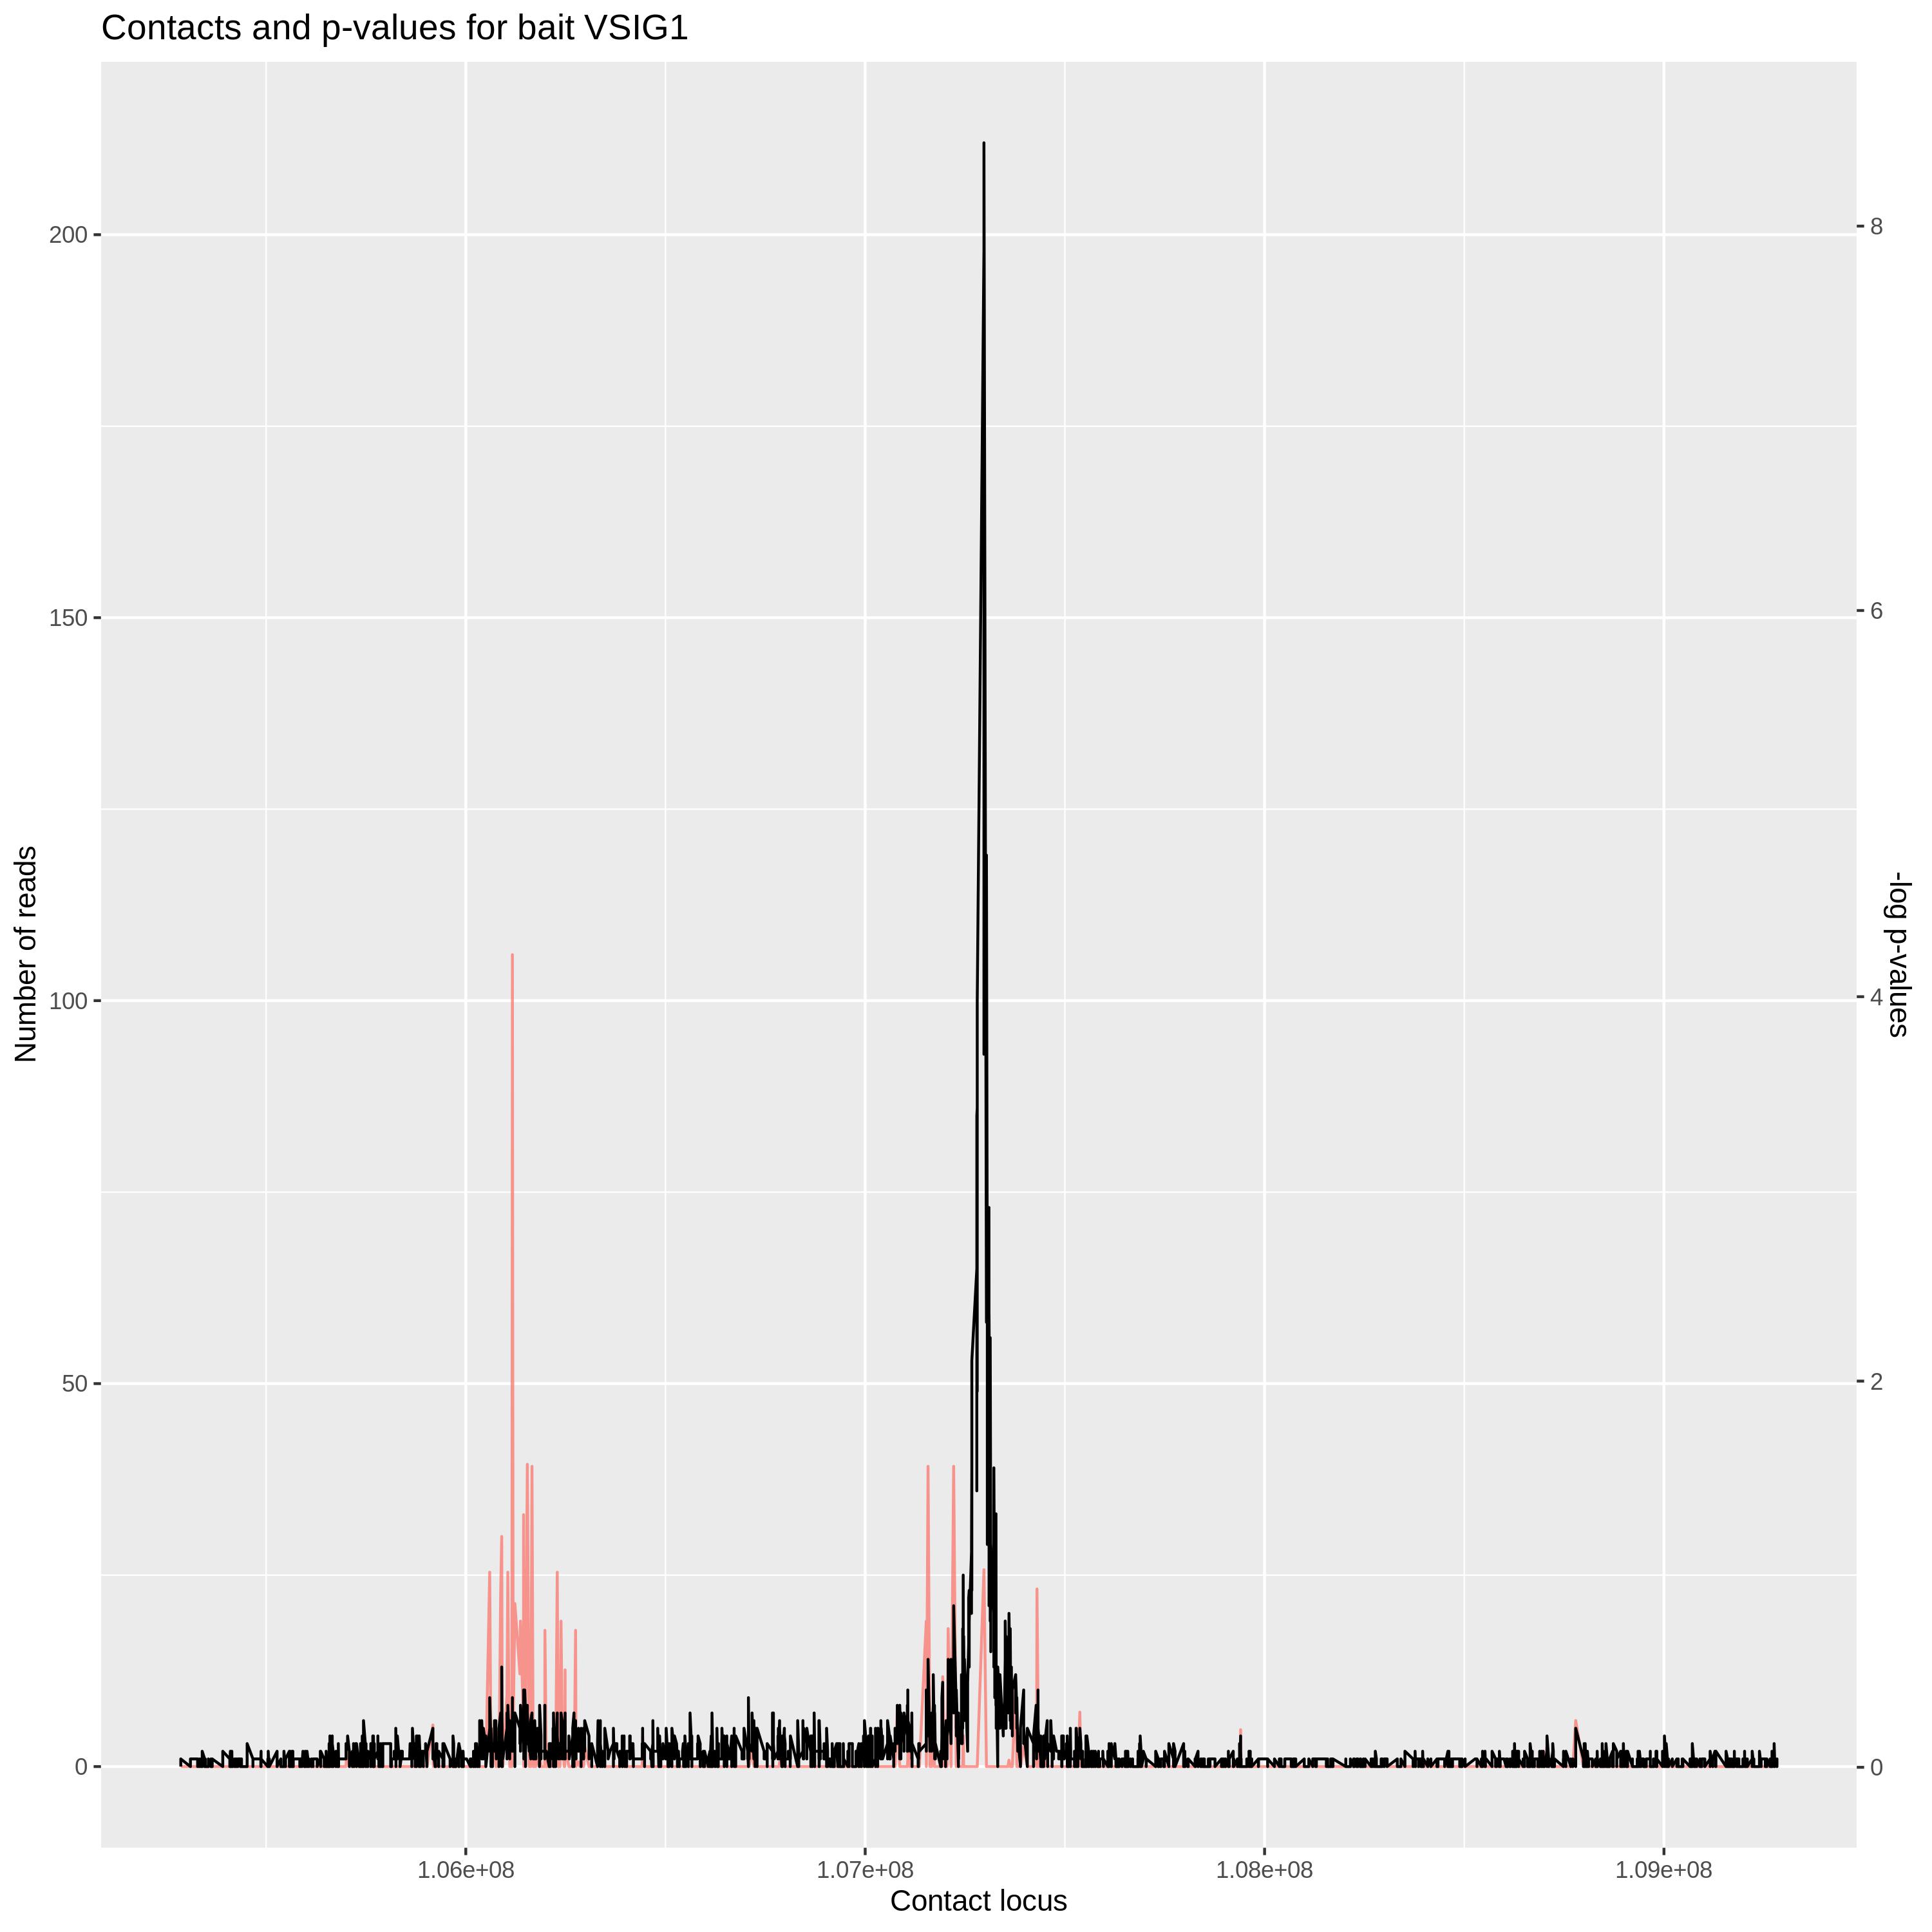 Contacts and p-values for bait VSIG1
Number of reads
200
150
100
50
0
8
6
4
2
0
-log p-values
1.06e+08
1.07e+08
1.08e+08
1.09e+08
Contact locus